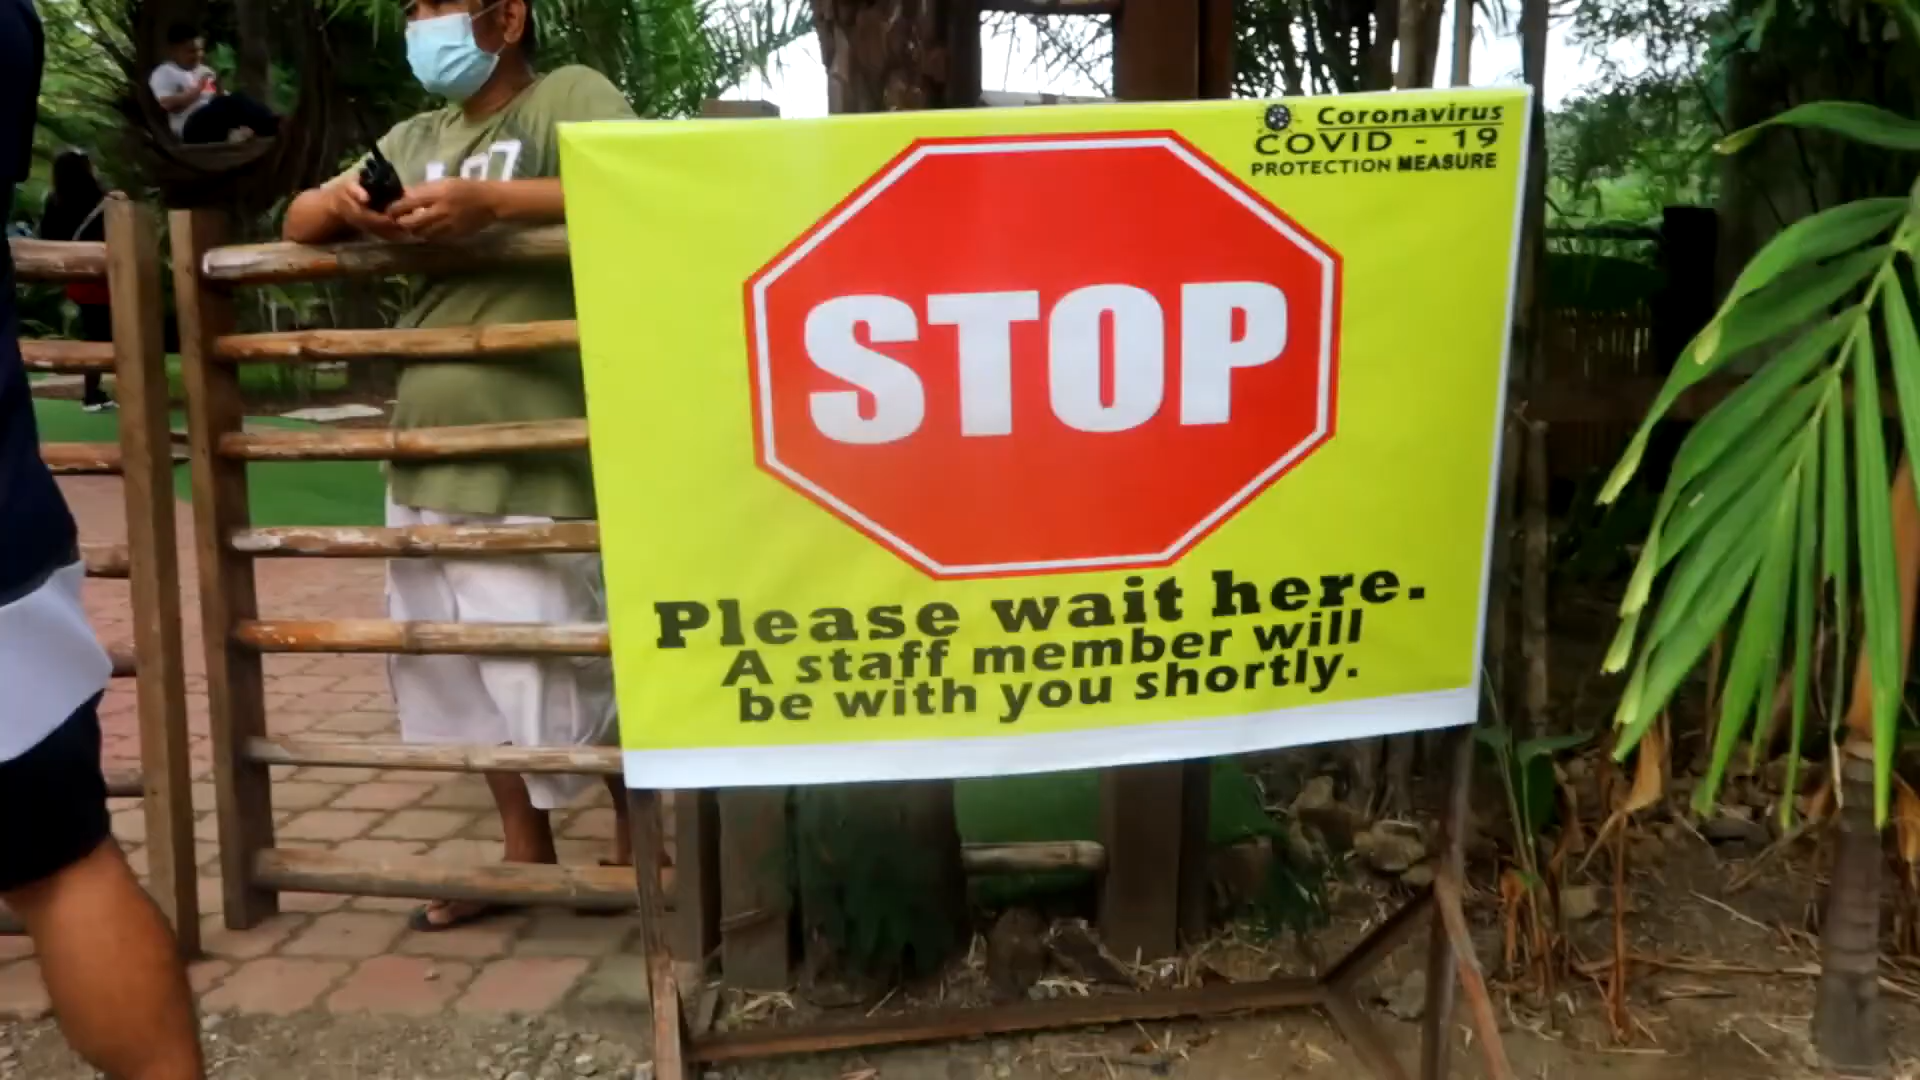 Coronavirus
COVID - 19
PROTECTION MEASURE
STOP
Please wait here.
A staff member will
be with you shortly.